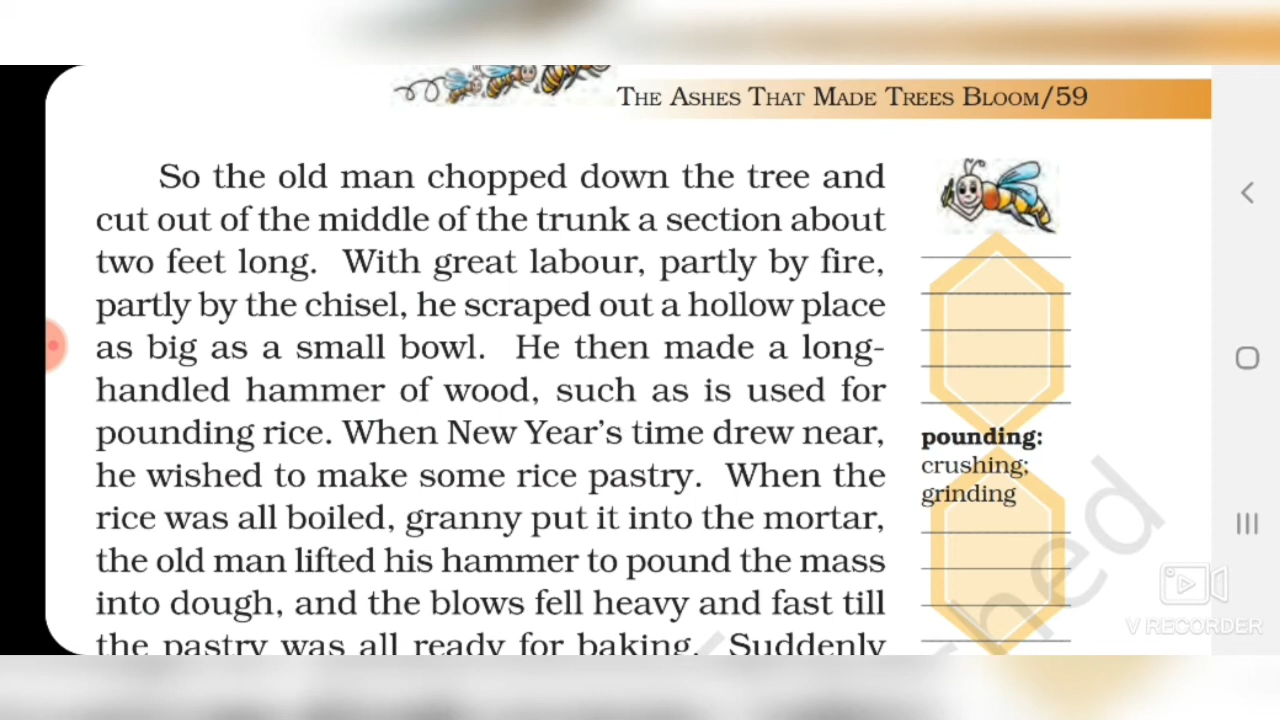 THE ASHES THAT MADE TREES BLOOM/59
So the old man chopped down the tree and
cut out of the middle of the trunk a section about
two feet long. With great labour, partly by fire,
partly by the chisel, he scraped out a hollow place
as big as a small bowl. He then made a long-
handled hammer of wood, such as is used for
pounding rice. When New Year's time drew near,
he wished to make some rice pastry. When the
rice was all boiled, granny put it into the mortar,
the old man lifted his hammer to pound the mass
into dough, and the blows fell heavy and fast till
the pastry was all ready for baking. Suddenly
pounding:
crushing;
grinding
hed
V RECORDER